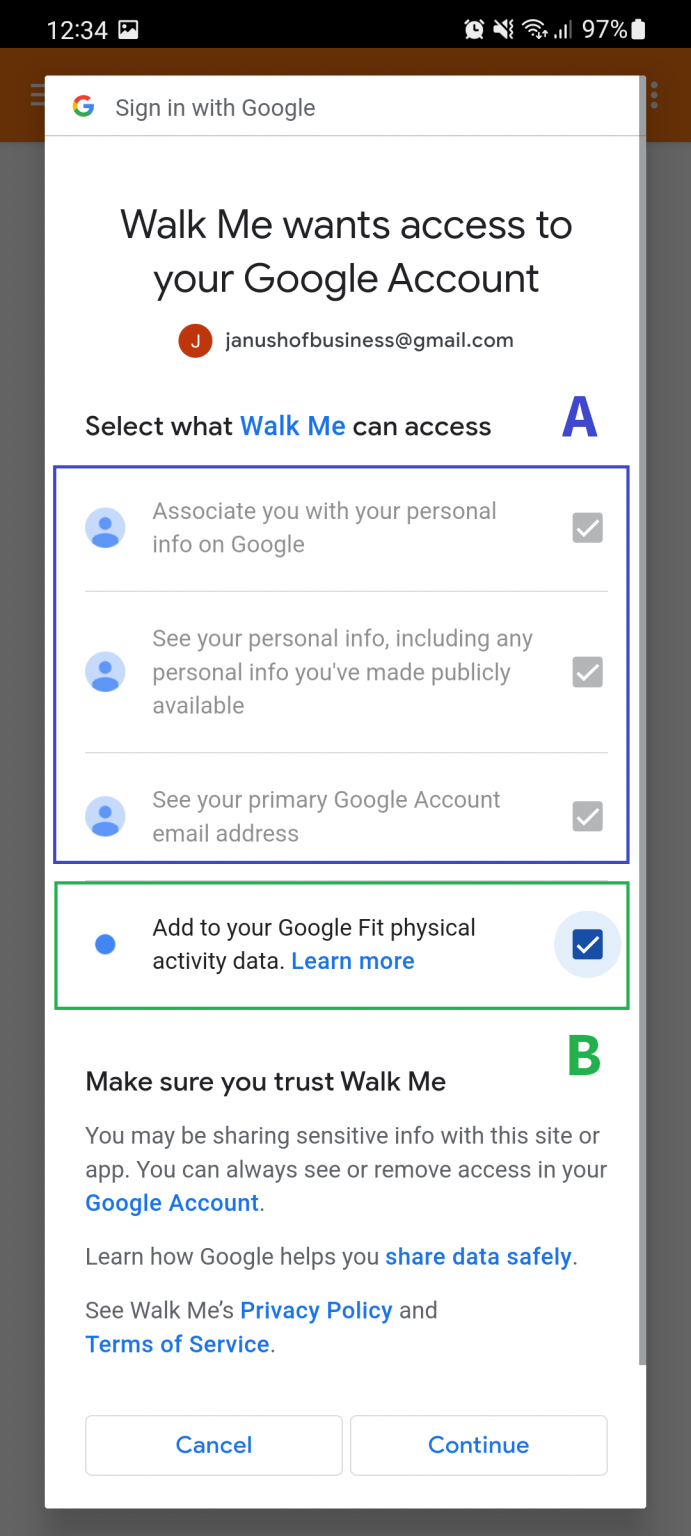 12:34 97%
Sign in with Google
Walk Me wants access to
your Google Account
J janushofbusiness@gmail.com
A
Select what Walk Me can access
Associate you with your personal
info on Google
See your personal info, including any
personal info you've made publicly
available
See your primary Google Account
email address
Add to your Google Fit physical
activity data. Learn more
B
Make sure you trust Walk Me
You may be sharing sensitive info with this site or
app. You can always see or remove access in your
Google Account.
Learn how Google helps you share data safely.
See Walk Me’s Privacy Policy and
Terms of Service.
Cancel Continue